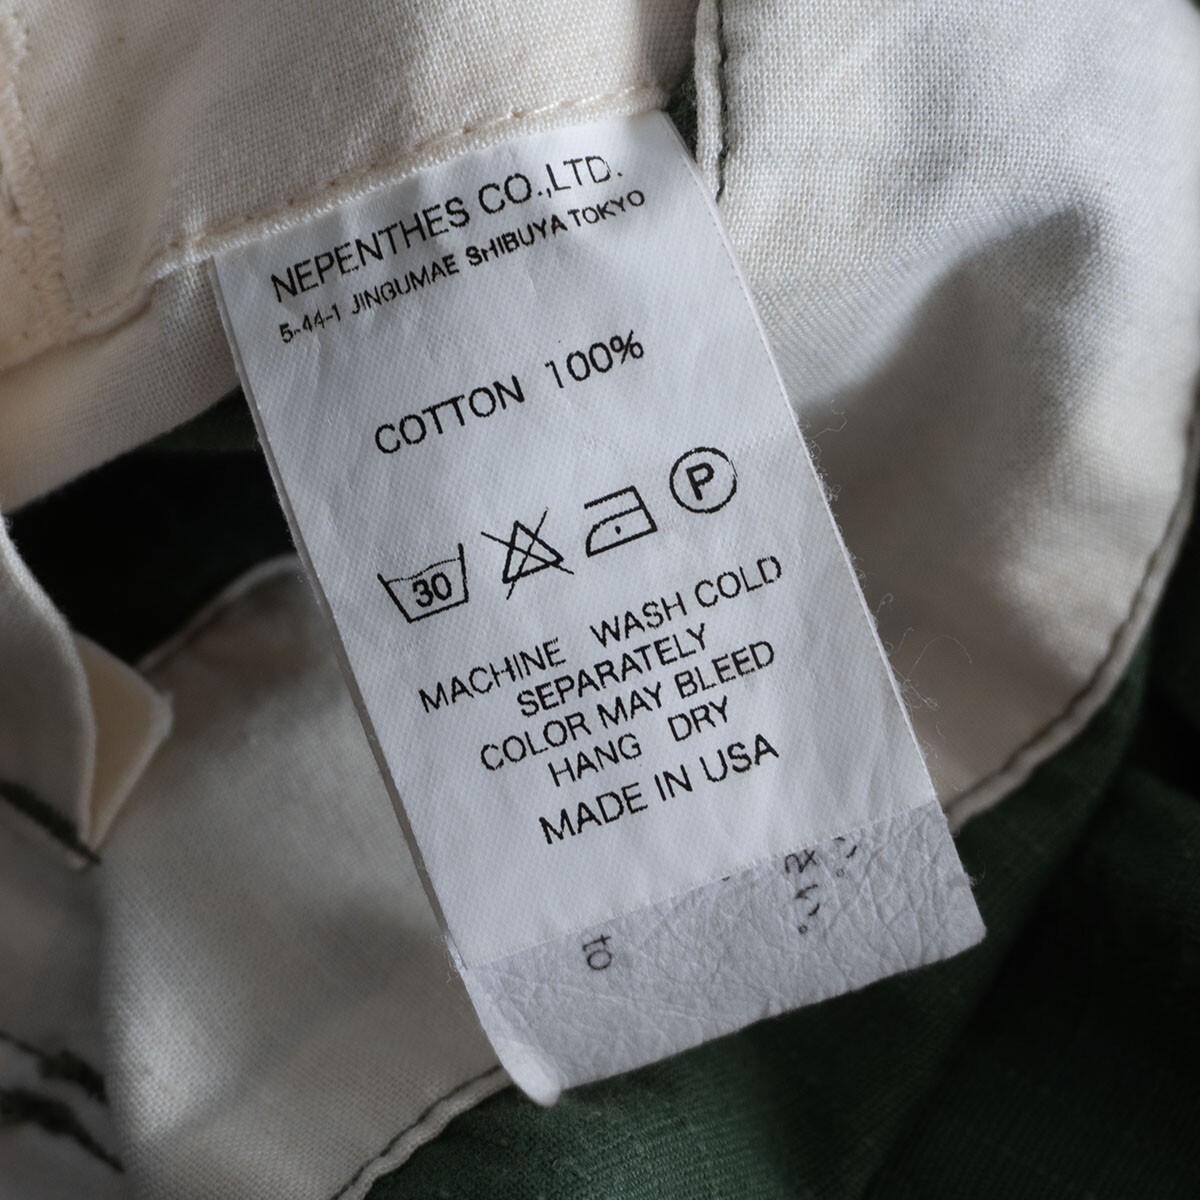 NEPENTHES CO.,LTD.
5-44-1 JINGUMAE SHIBUYA TOKYO
COTTON 100%
P
30
MACHINE WASH COLD
SEPARATELY
COLOR MAY BLEED
HANG DRY
MADE IN USA